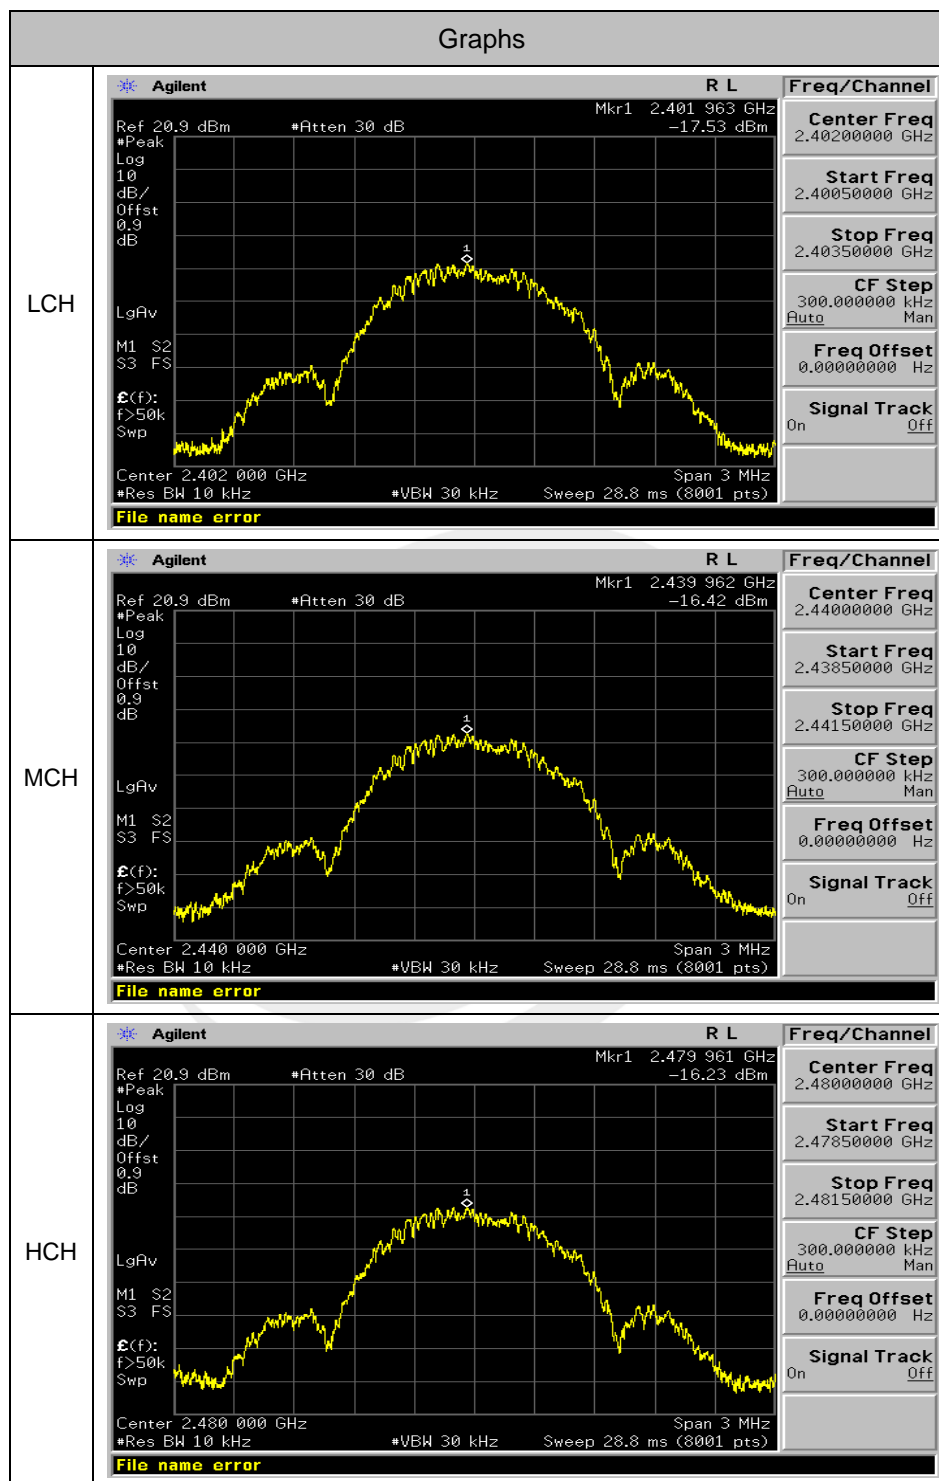 Graphs
LCH
Agilent R L Freq/Channel
Mkr1 2.401 963 GHz
Ref 20.9 dBm #Atten 30 dB -17.53 dBm
#Peak
Log
10
dB/
Offst
0.9
dB
1
LgAv
M1 S2
S3 FS
£(f):
f>50k
Swp
Center 2.402 000 GHz Span 3 MHz
#Res BW 10 kHz #VBW 30 kHz Sweep 28.8 ms (8001 pts)
File name error
Center Freq
2.40200000 GHz
Start Freq
2.40050000 GHz
Stop Freq
2.40350000 GHz
CF Step
300.000000 kHz
Auto Man
Freq Offset
0.00000000 Hz
Signal Track
On Off
MCH
Agilent R L Freq/Channel
Mkr1 2.439 962 GHz
Ref 20.9 dBm #Atten 30 dB -16.42 dBm
#Peak
Log
10
dB/
Offst
0.9
dB
1
LgAv
M1 S2
S3 FS
£(f):
f>50k
Swp
Center 2.440 000 GHz Span 3 MHz
#Res BW 10 kHz #VBW 30 kHz Sweep 28.8 ms (8001 pts)
File name error
Center Freq
2.44000000 GHz
Start Freq
2.43850000 GHz
Stop Freq
2.44150000 GHz
CF Step
300.000000 kHz
Auto Man
Freq Offset
0.00000000 Hz
Signal Track
On Off
HCH
Agilent R L Freq/Channel
Mkr1 2.479 961 GHz
Ref 20.9 dBm #Atten 30 dB -16.23 dBm
#Peak
Log
10
dB/
Offst
0.9
dB
1
LgAv
M1 S2
S3 FS
£(f):
f>50k
Swp
Center 2.480 000 GHz Span 3 MHz
#Res BW 10 kHz #VBW 30 kHz Sweep 28.8 ms (8001 pts)
File name error
Center Freq
2.48000000 GHz
Start Freq
2.47850000 GHz
Stop Freq
2.48150000 GHz
CF Step
300.000000 kHz
Auto Man
Freq Offset
0.00000000 Hz
Signal Track
On Off